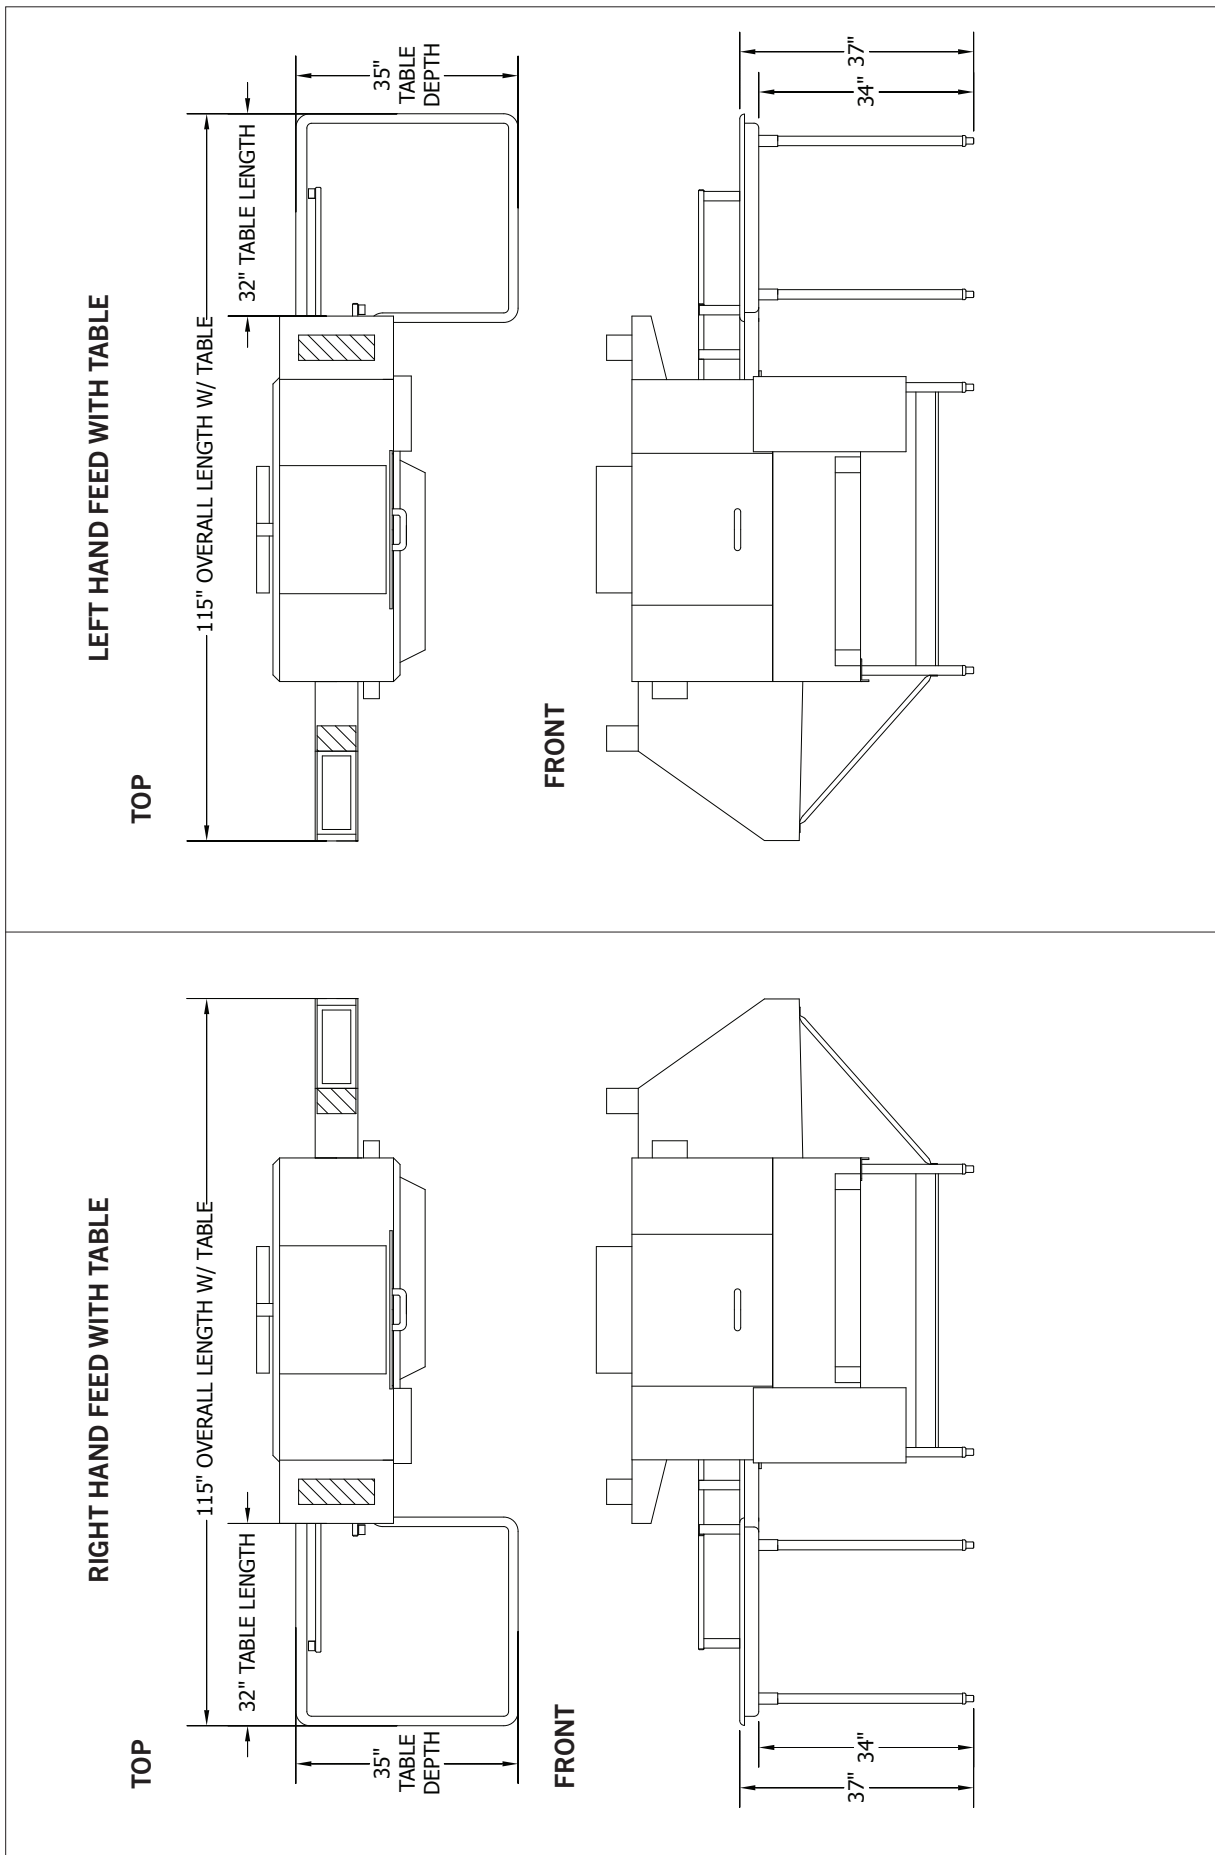 RIGHT HAND FEED WITH TABLE
TOP
115" OVERALL LENGTH W/ TABLE
32" TABLE LENGTH
35"
TABLE
DEPTH
FRONT
34"
37"
LEFT HAND FEED WITH TABLE
TOP
115" OVERALL LENGTH W/ TABLE
32" TABLE LENGTH
35"
TABLE
DEPTH
FRONT
37"
34"